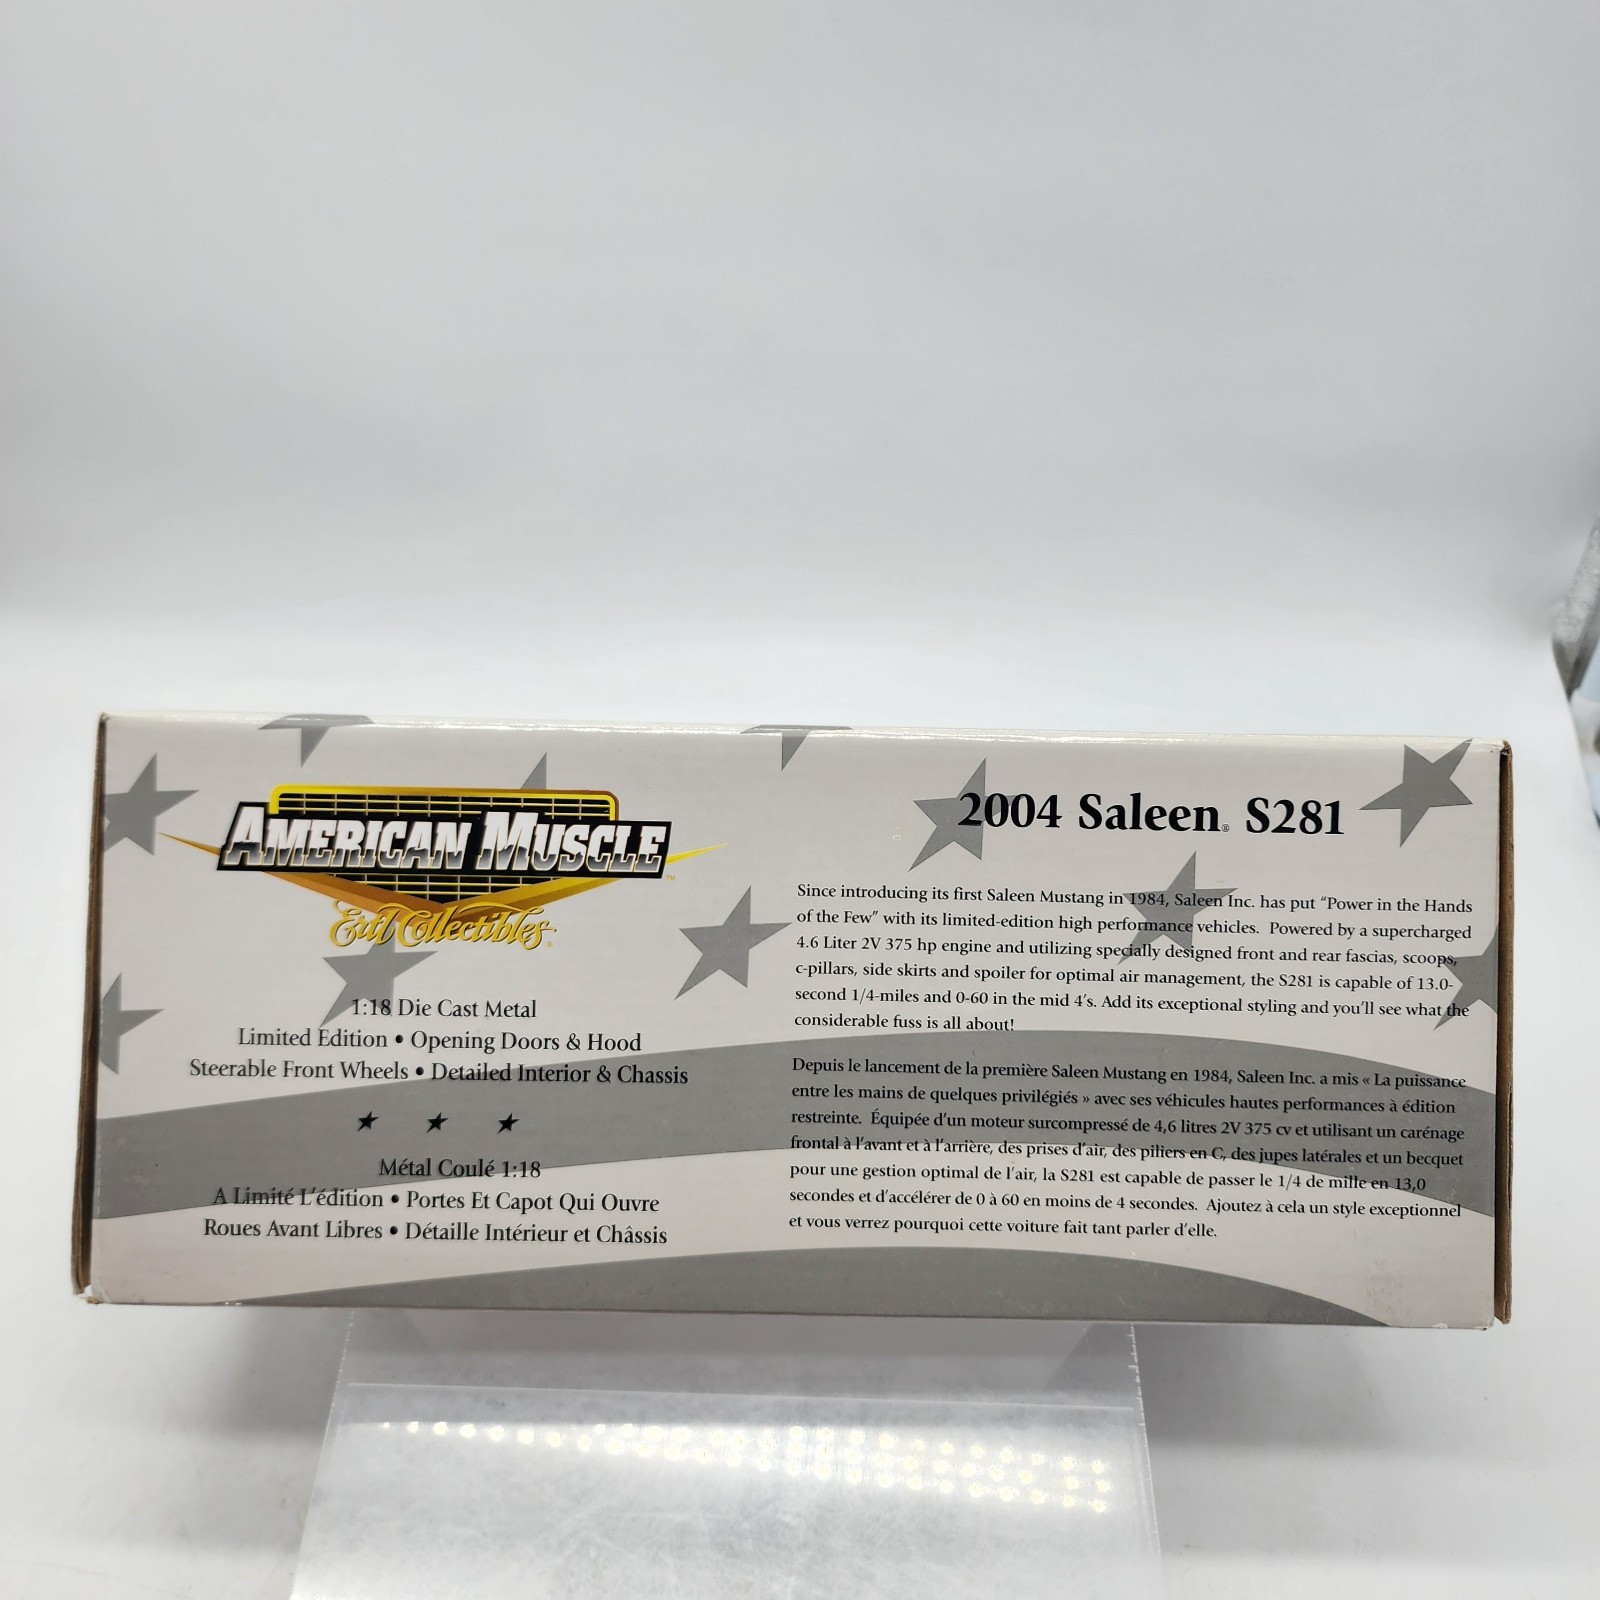 AMERICAN MUSCLE™
Ertl Collectibles®
1:18 Die Cast Metal
Limited Edition • Opening Doors & Hood
Steerable Front Wheels • Detailed Interior & Chassis
★ ★ ★
Métal Coulé 1:18
A Limité L'édition • Portes Et Capot Qui Ouvre
Roues Avant Libres • Détaille Intérieur et Châssis
2004 Saleen® S281
Since introducing its first Saleen Mustang in 1984, Saleen Inc. has put "Power in the Hands
of the Few" with its limited-edition high performance vehicles. Powered by a supercharged
4.6 Liter 2V 375 hp engine and utilizing specially designed front and rear fascias, scoops,
c-pillars, side skirts and spoiler for optimal air management, the S281 is capable of 13.0-
second 1/4-miles and 0-60 in the mid 4's. Add its exceptional styling and you'll see what the
considerable fuss is all about!
Depuis le lancement de la première Saleen Mustang en 1984, Saleen Inc. a mis « La puissance
entre les mains de quelques privilégiés » avec ses véhicules hautes performances à édition
restreinte. Équipée d'un moteur surcompressé de 4,6 litres 2V 375 cv et utilisant un carénage
frontal à l'avant et à l'arrière, des prises d'air, des piliers en C, des jupes latérales et un becquet
pour une gestion optimal de l'air, la S281 est capable de passer le 1/4 de mille en 13,0
secondes et d'accélérer de 0 à 60 en moins de 4 secondes. Ajoutez à cela un style exceptionnel
et vous verrez pourquoi cette voiture fait tant parler d'elle.